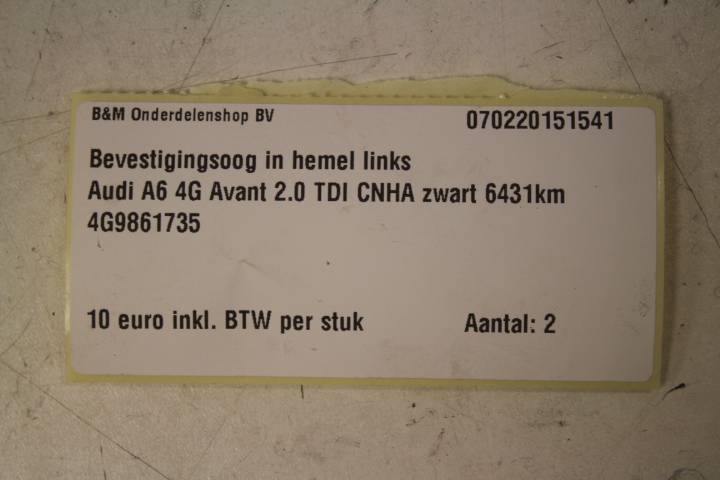 B&M Onderdelenshop BV 070220151541
Bevestigingsoog in hemel links
Audi A6 4G Avant 2.0 TDI CNHA zwart 6431km
4G9861735
10 euro inkl. BTW per stuk Aantal: 2